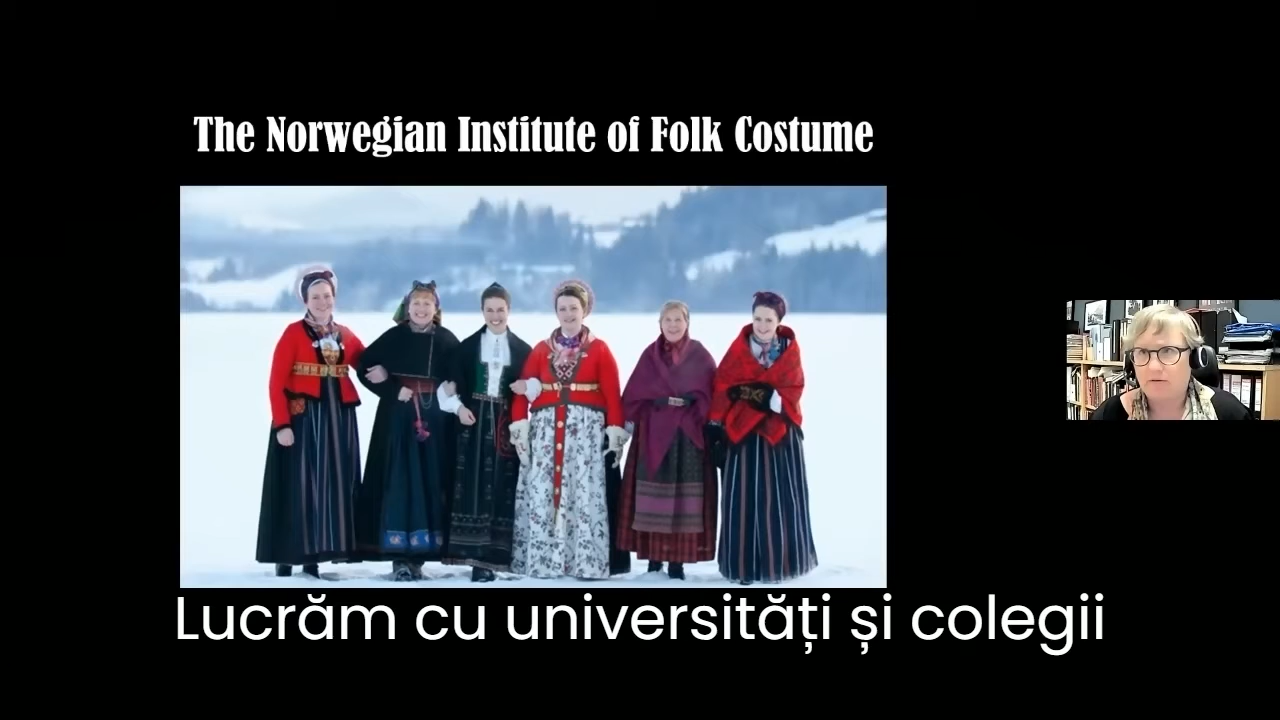 The Norwegian Institute of Folk Costume
Lucrăm cu universități și colegii